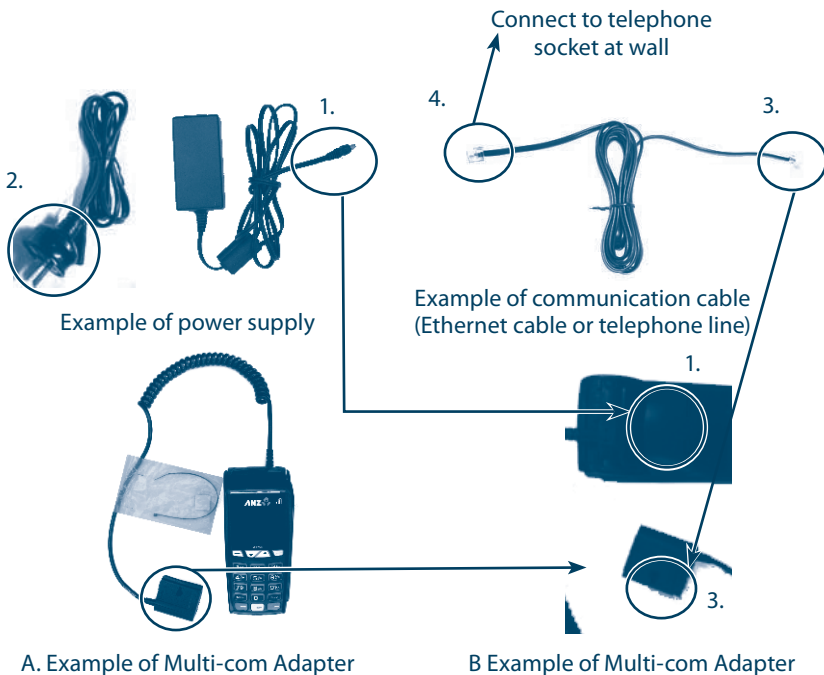 Connect to telephone
socket at wall
1.
4.
3.
2.
Example of power supply
Example of communication cable
(Ethernet cable or telephone line)
1.
ANZ
3.
A. Example of Multi-com Adapter
B Example of Multi-com Adapter